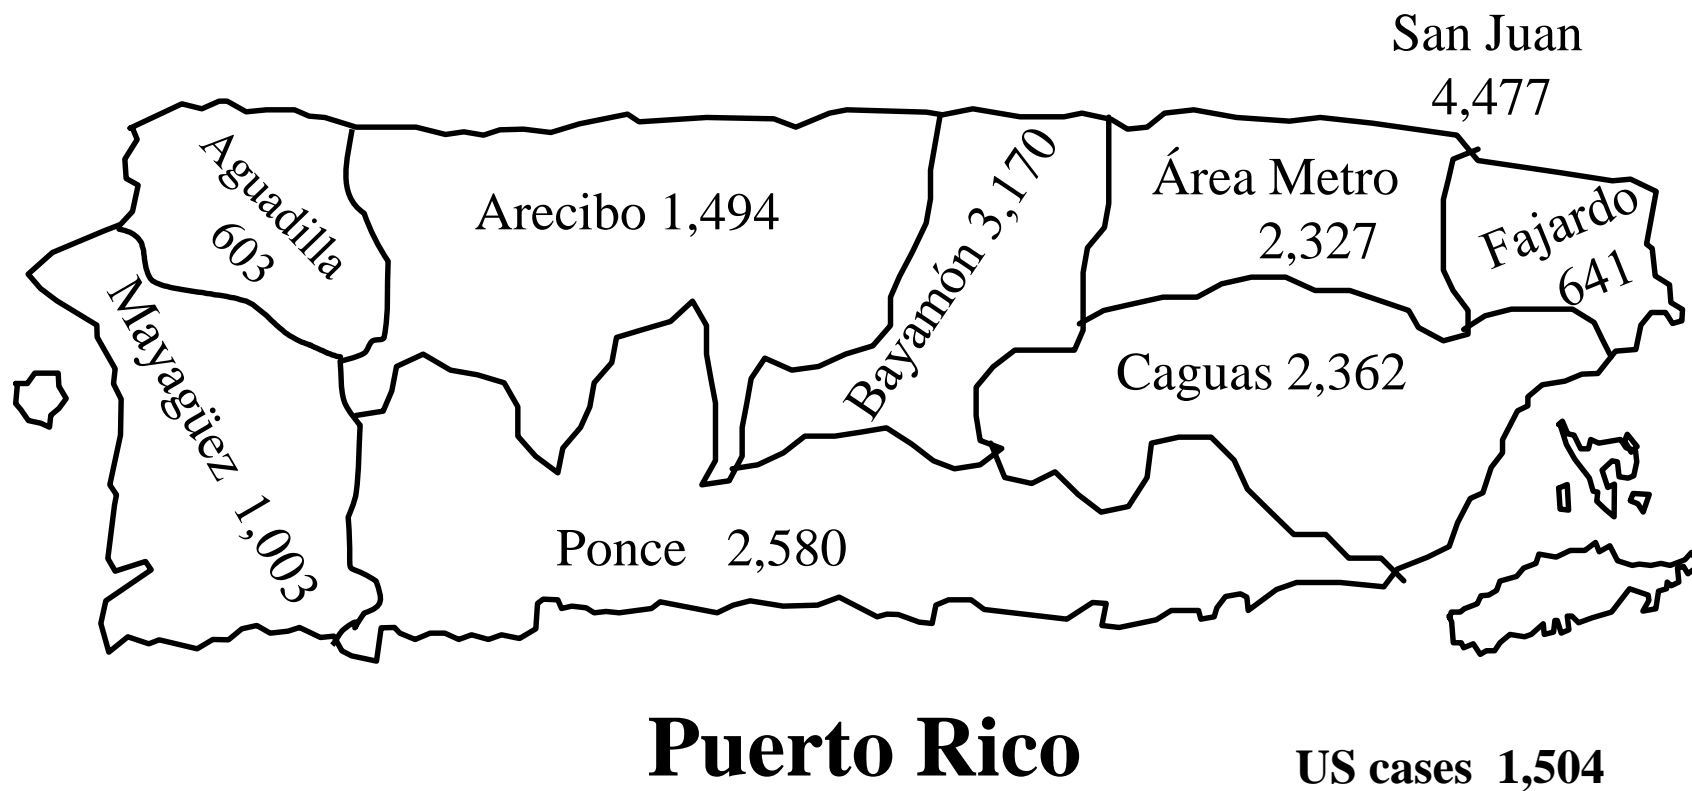 San Juan
4,477
Aguadilla
603
Arecibo 1,494
Bayamón 3,170
Área Metro
2,327
Fajardo
641
Mayagüez 1,003
Caguas 2,362
Ponce 2,580
Puerto Rico
US cases 1,504